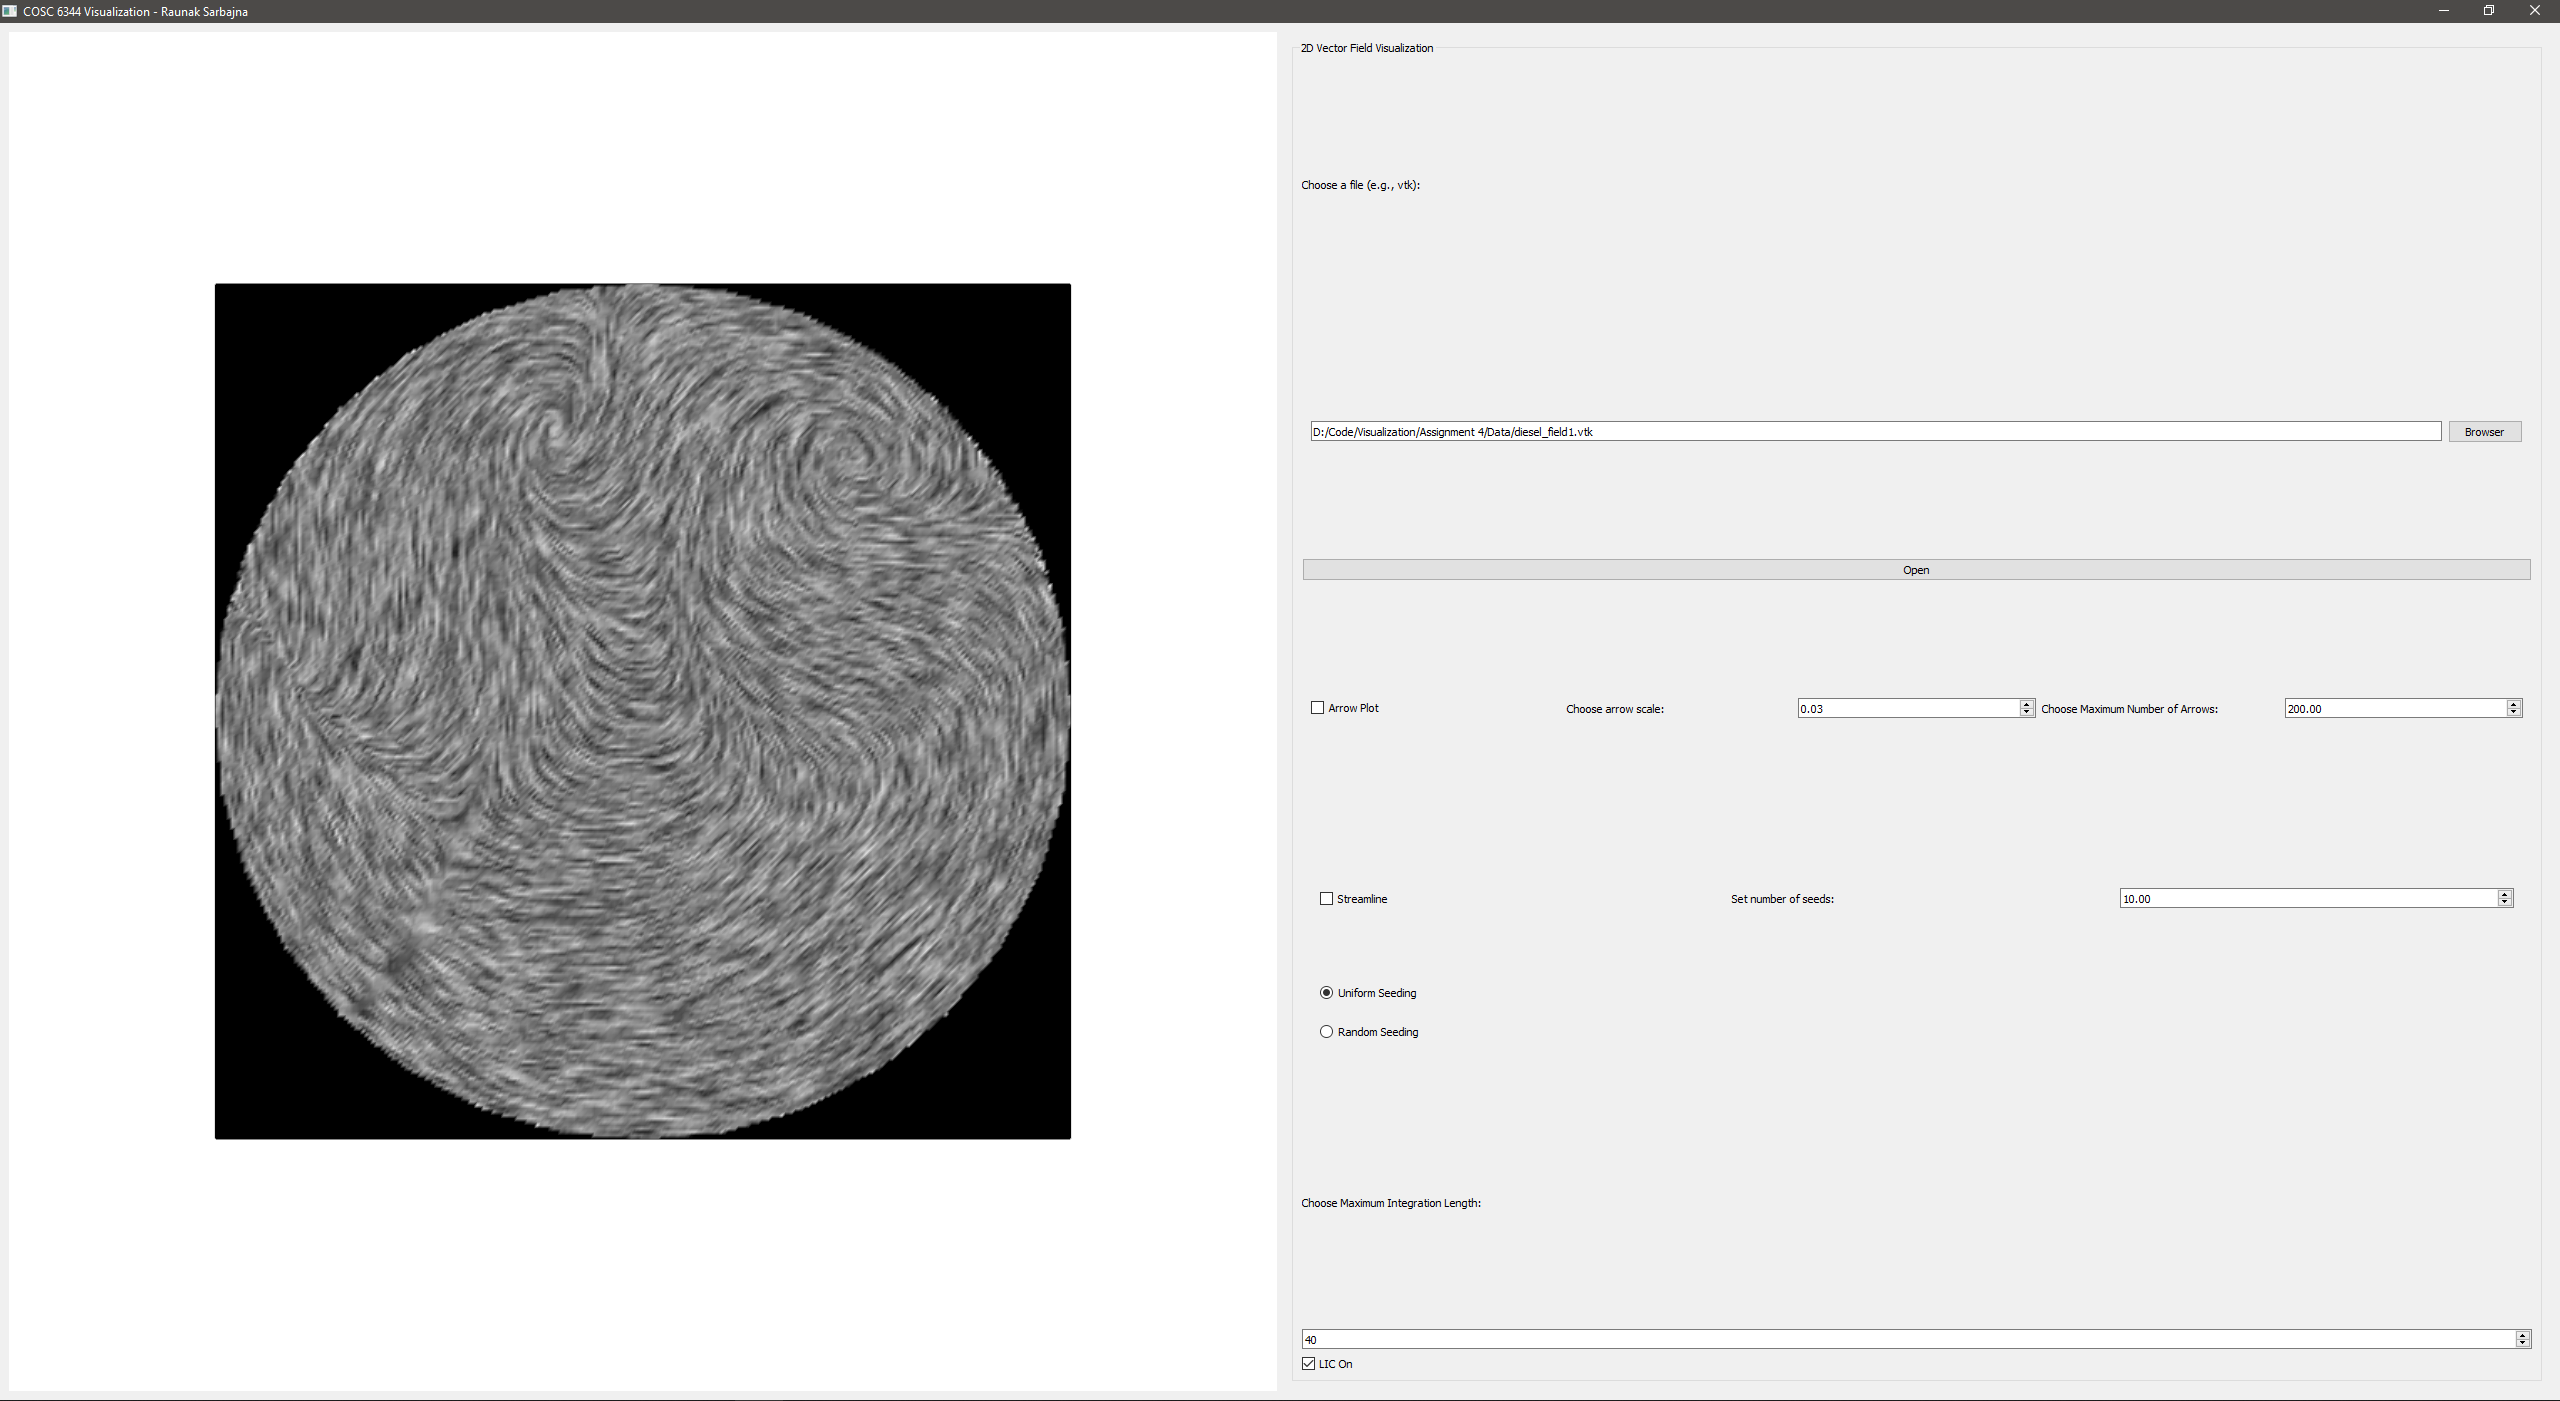 COSC 6344 Visualization - Raunak Sarbajna
2D Vector Field Visualization
Choose a file (e.g., vtk):
D:/Code/Visualization/Assignment 4/Data/diesel_field1.vtk
Browser
Open
Arrow Plot
Choose arrow scale:
0.03
Choose Maximum Number of Arrows:
200.00
Streamline
Set number of seeds:
10.00
Uniform Seeding
Random Seeding
Choose Maximum Integration Length:
40
LIC On